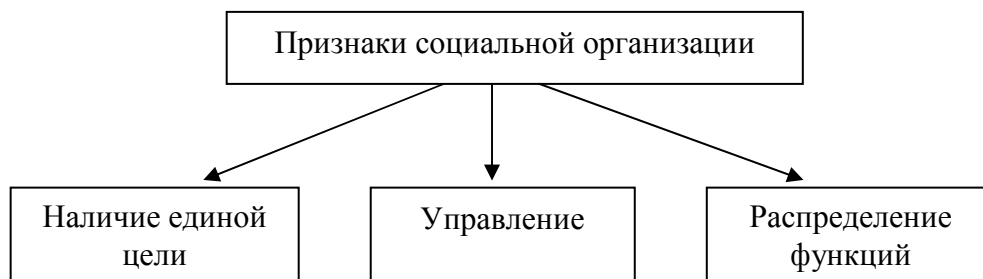 Признаки социальной организации
Наличие единой
цели
Управление
Распределение
функций